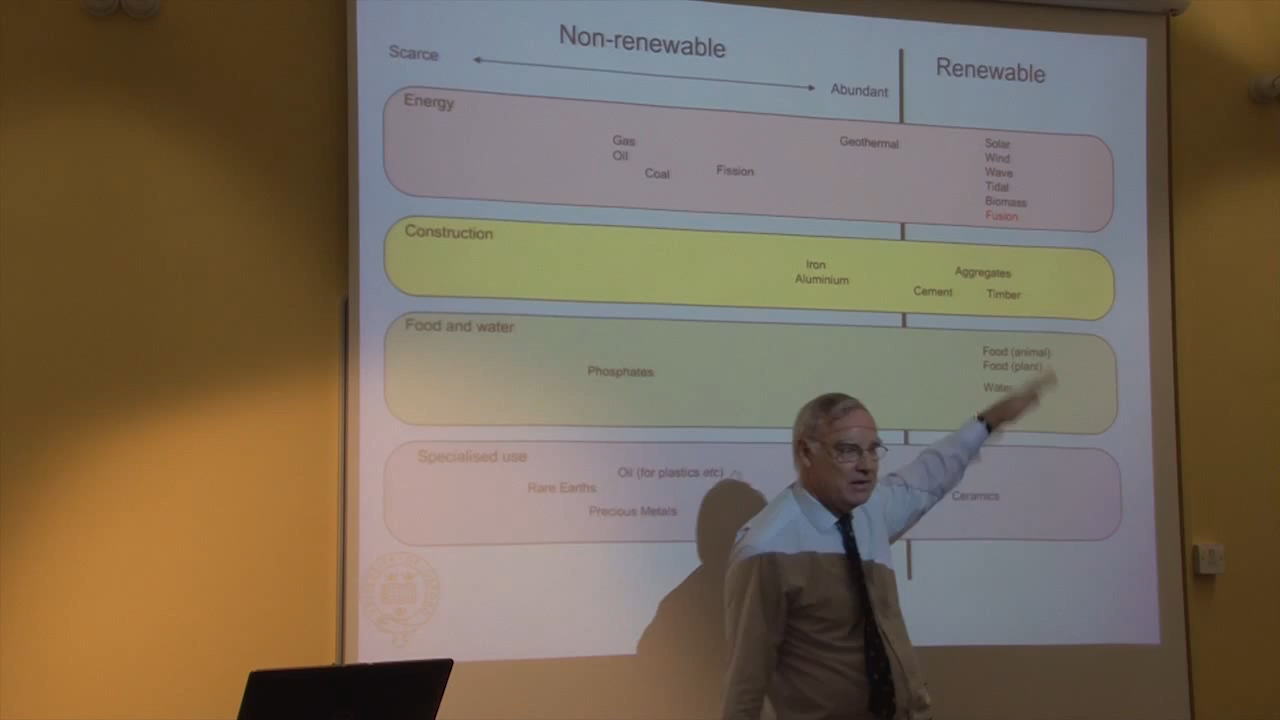 Non-renewable
Renewable
Scarce
Abundant
Energy
Gas
Oil
Coal
Fission
Geothermal
Solar
Wind
Wave
Tidal
Biomass
Fusion
Construction
Iron
Aluminium
Aggregates
Cement
Timber
Food and water
Phosphates
Food (animal)
Food (plant)
Water
Specialised use
Oil (for plastics etc)
Rare Earths
Precious Metals
Ceramics